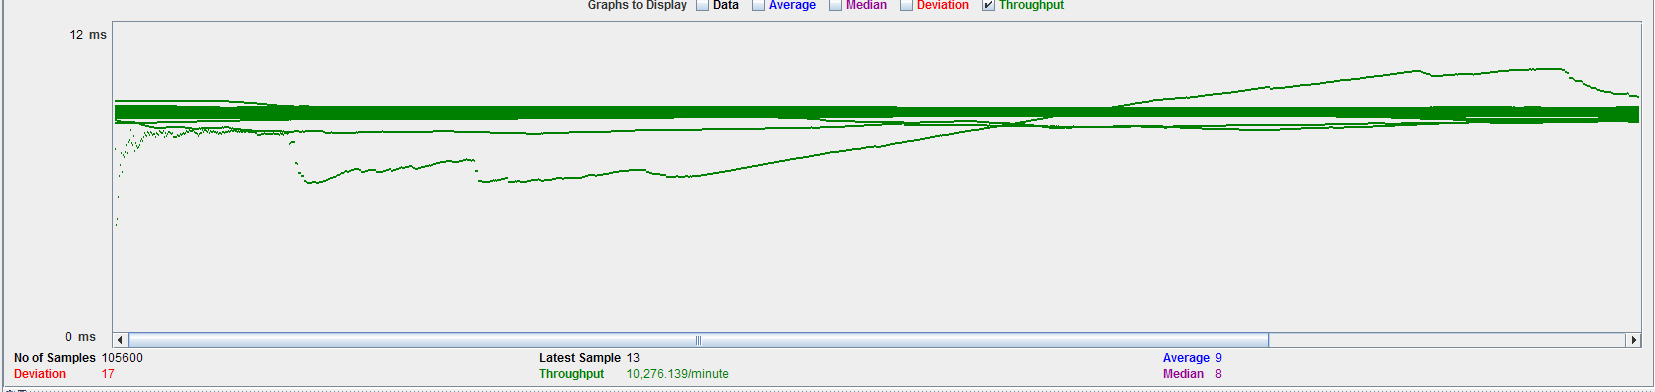 Graphs to Display Data Average Median Deviation Throughput
12 ms
0 ms
No of Samples 105600 Latest Sample 13 Average 9
Deviation 17 Throughput 10,276.139/minute Median 8